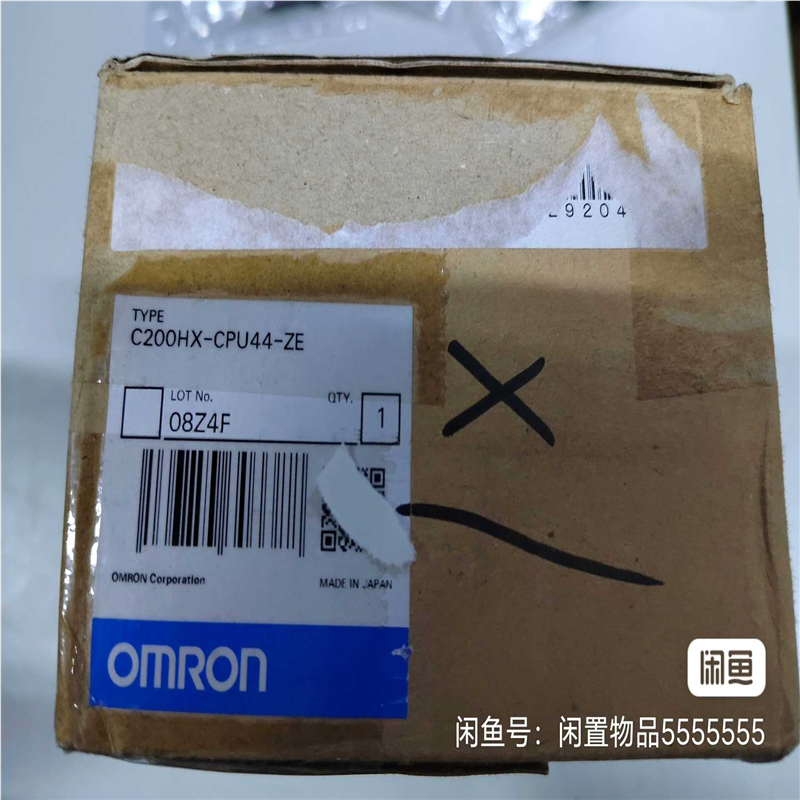 9204
TYPE
C200HX-CPU44-ZE
LOT No.
QTY.
08Z4F
1
OMRON Corporation
MADE IN JAPAN
OMRON
闲鱼
闲鱼号：闲置物品5555555